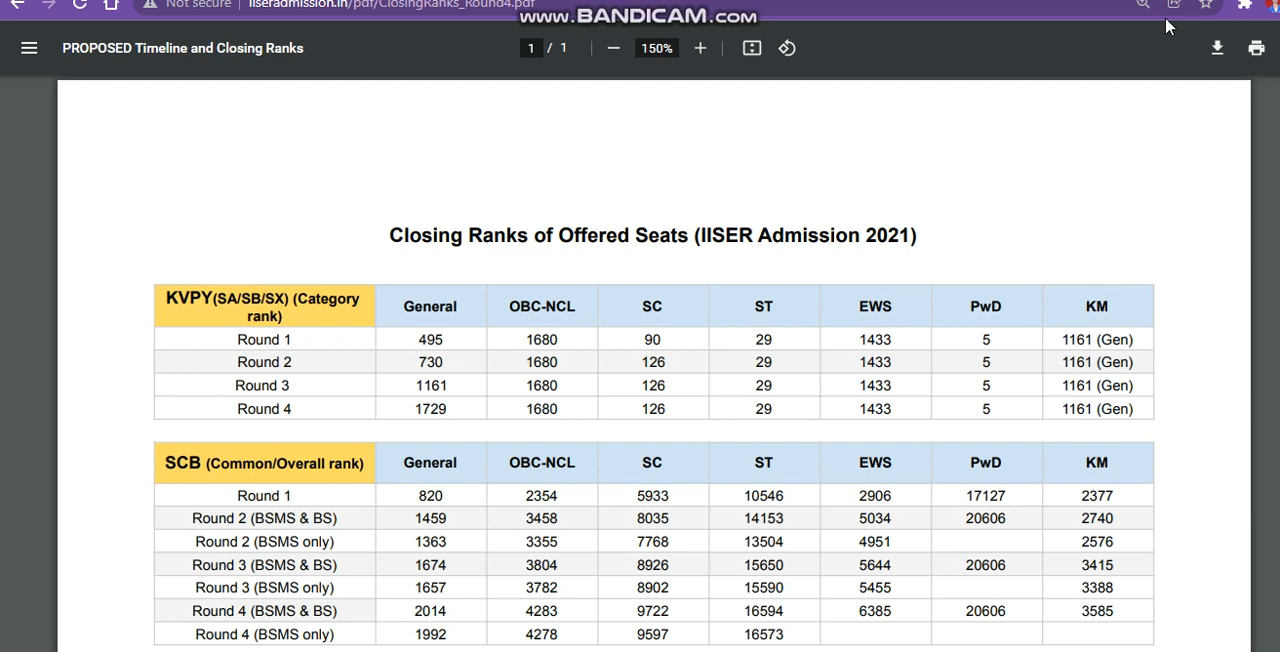 Not secure | iiseradmission.in/pdf/ClosingRanks_Round4.pdf
www.BANDICAM.com
PROPOSED Timeline and Closing Ranks 1 / 1 150%
Closing Ranks of Offered Seats (IISER Admission 2021)
KVPY(SA/SB/SX) (Category rank) General OBC-NCL SC ST EWS PwD KM
Round 1 495 1680 90 29 1433 5 1161 (Gen)
Round 2 730 1680 126 29 1433 5 1161 (Gen)
Round 3 1161 1680 126 29 1433 5 1161 (Gen)
Round 4 1729 1680 126 29 1433 5 1161 (Gen)
SCB (Common/Overall rank) General OBC-NCL SC ST EWS PwD KM
Round 1 820 2354 5933 10546 2906 17127 2377
Round 2 (BSMS & BS) 1459 3458 8035 14153 5034 20606 2740
Round 2 (BSMS only) 1363 3355 7768 13504 4951 2576
Round 3 (BSMS & BS) 1674 3804 8926 15650 5644 20606 3415
Round 3 (BSMS only) 1657 3782 8902 15590 5455 3388
Round 4 (BSMS & BS) 2014 4283 9722 16594 6385 20606 3585
Round 4 (BSMS only) 1992 4278 9597 16573